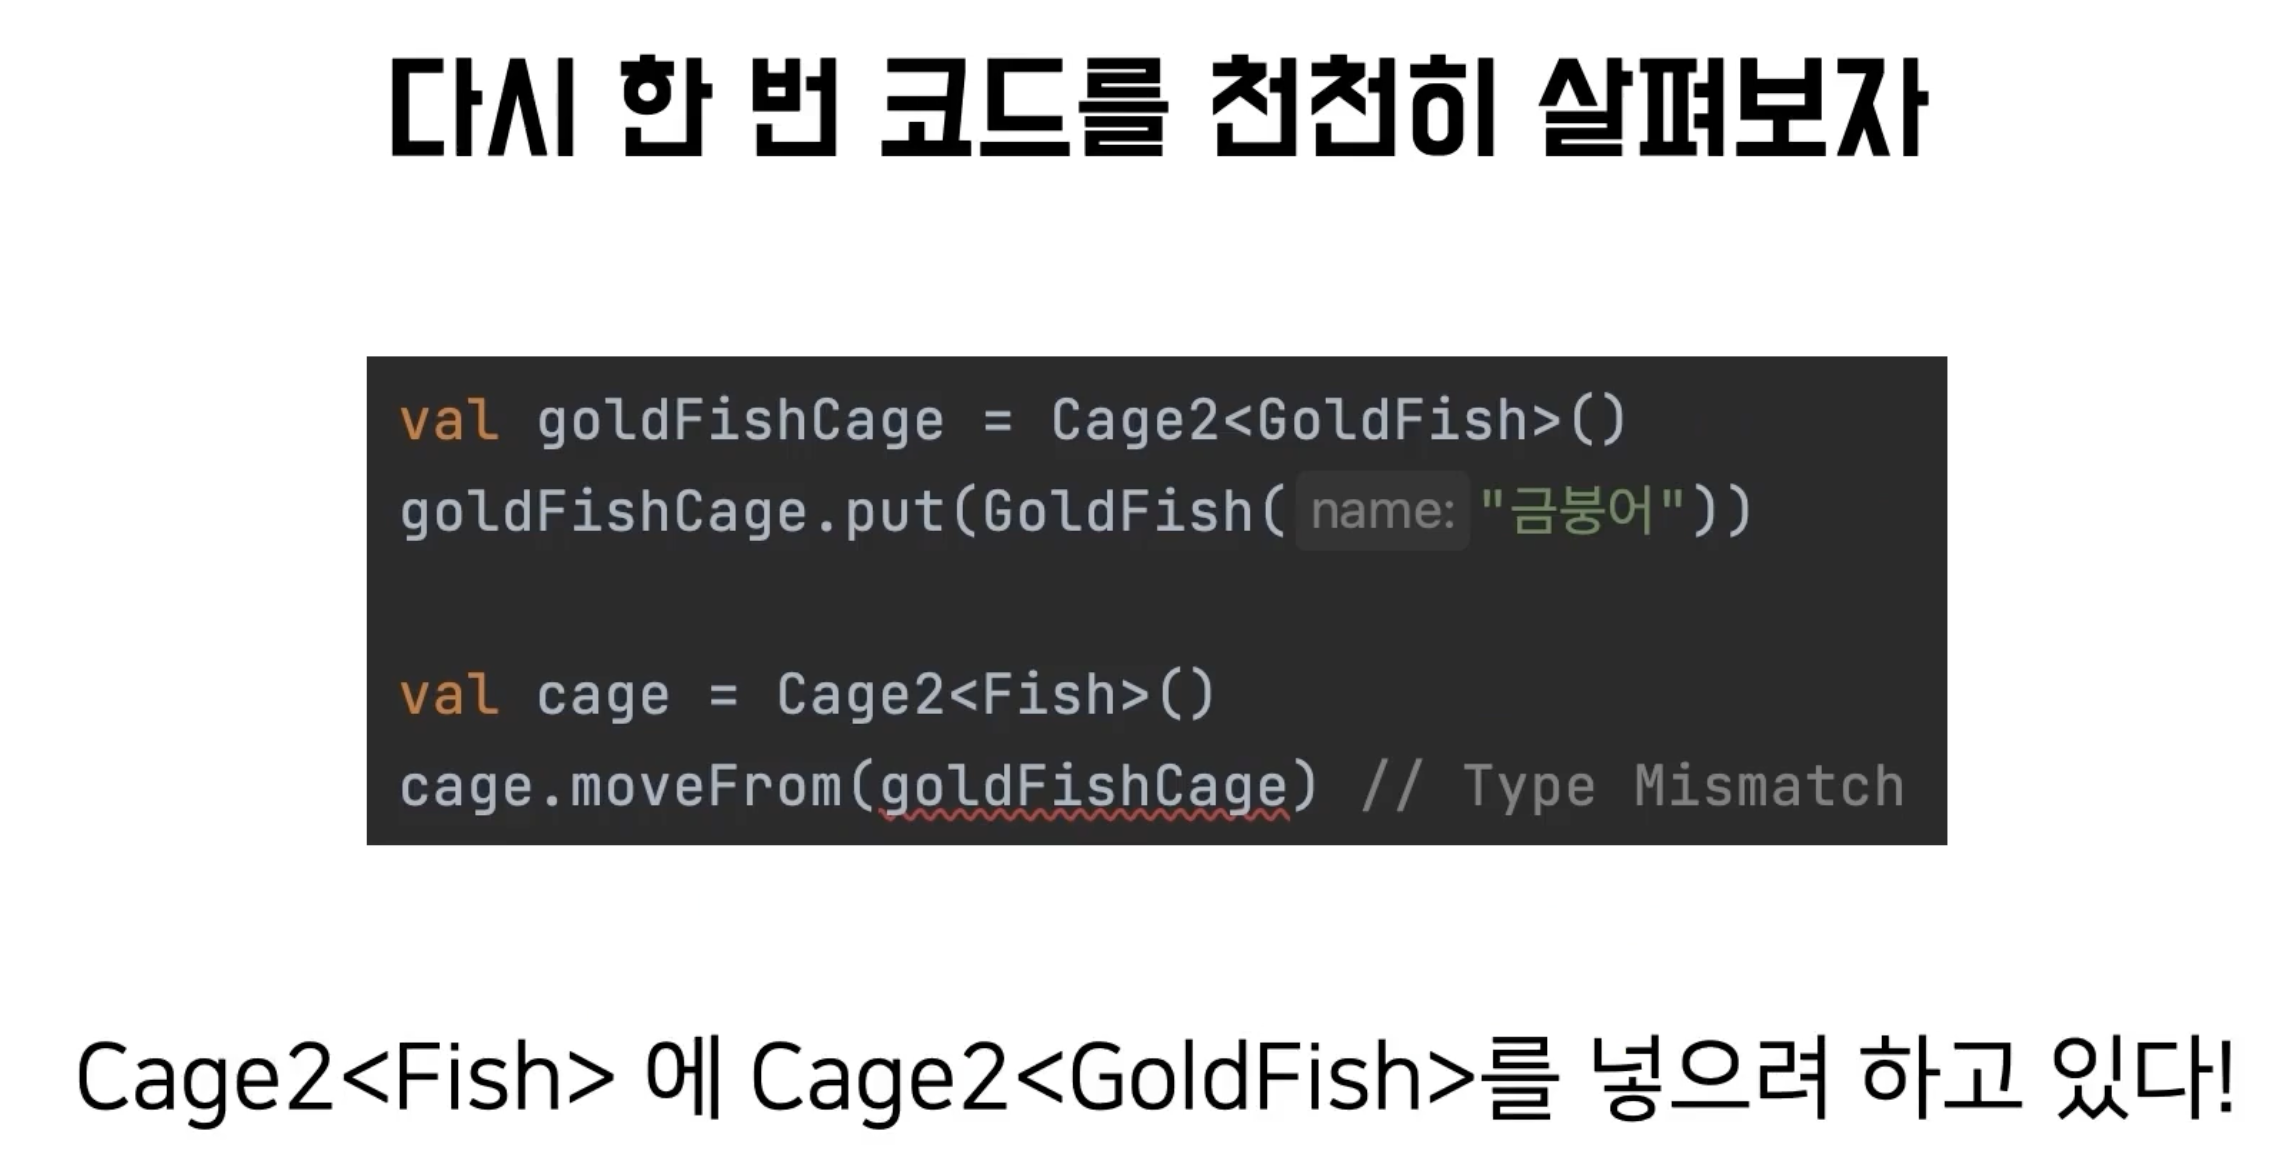 다시 한 번 코드를 천천히 살펴보자
val goldFishCage = Cage2<GoldFish>()
goldFishCage.put(GoldFish( name: "금붕어"))
val cage = Cage2<Fish>()
cage.moveFrom(goldFishCage) // Type Mismatch
Cage2<Fish> 에 Cage2<GoldFish>를 넣으려 하고 있다!